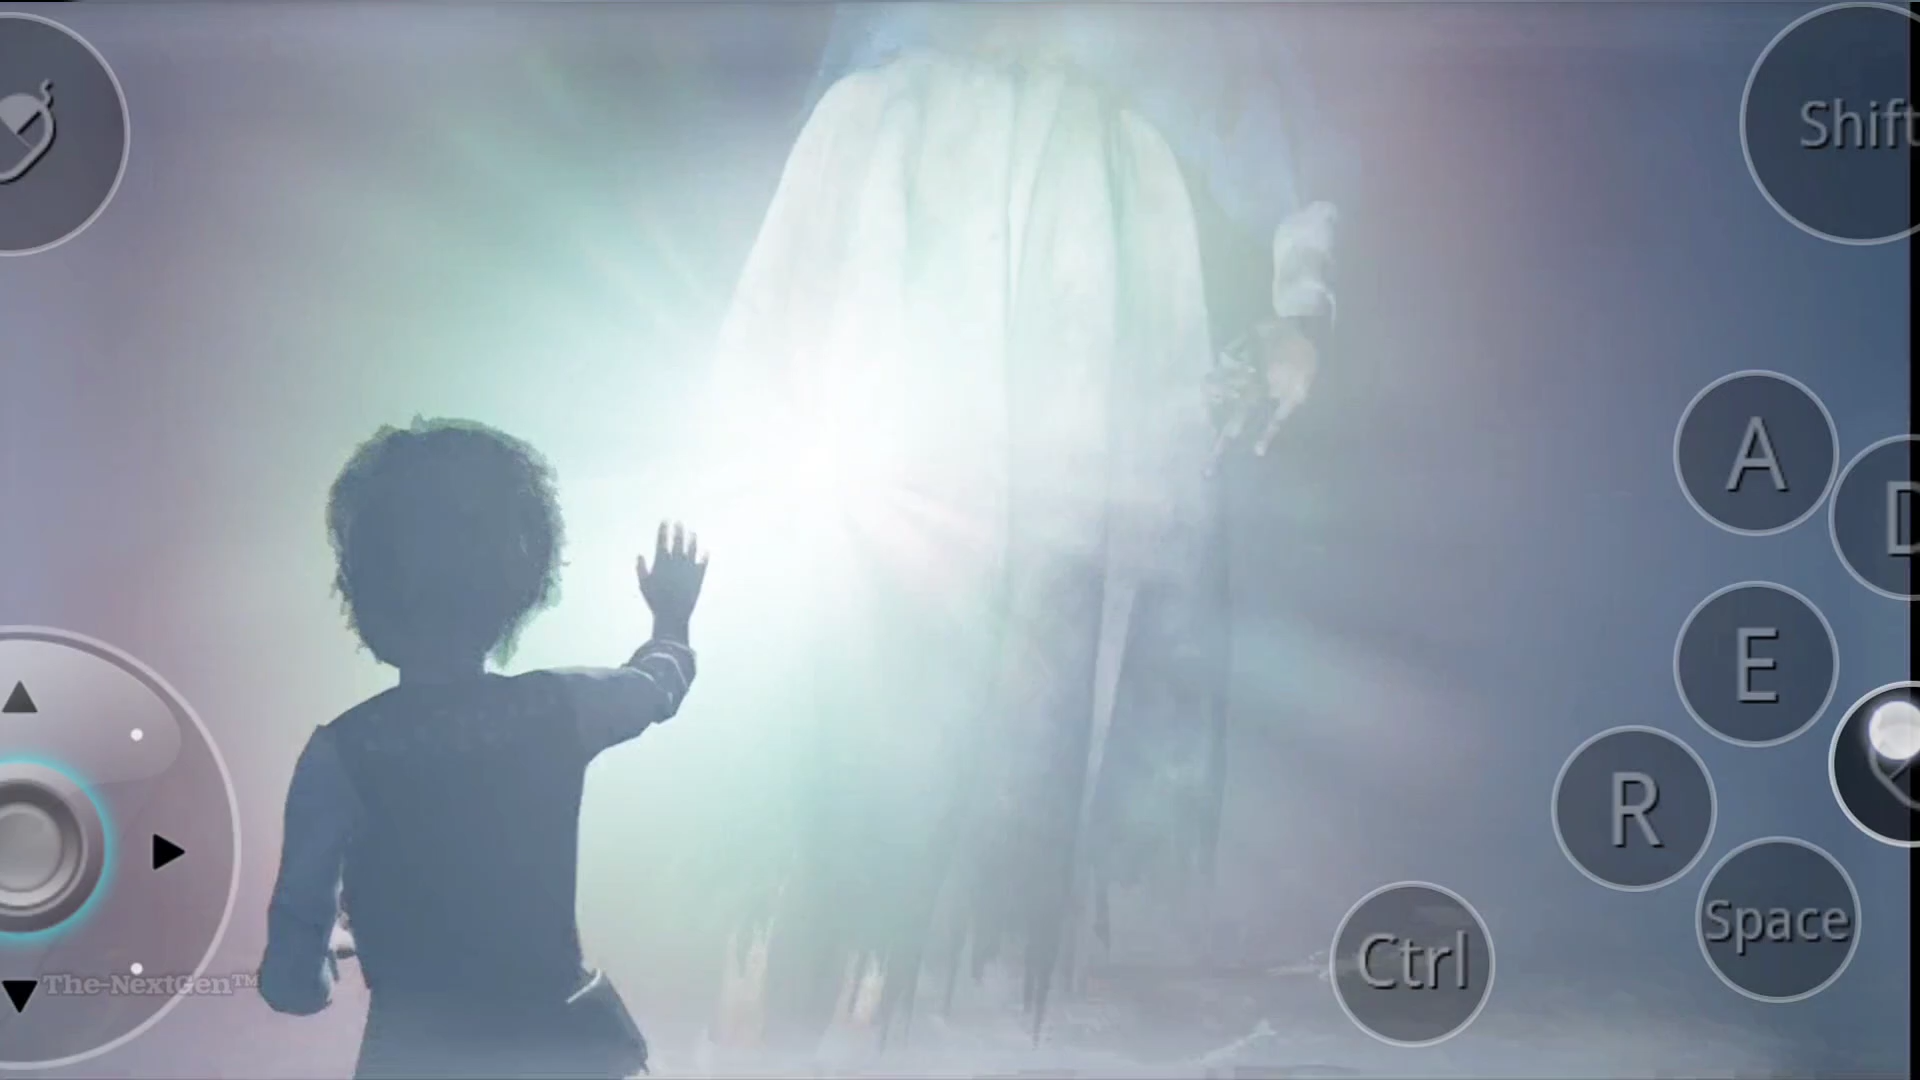 Shift
A
D
E
R
Space
Ctrl
The-NextGen™